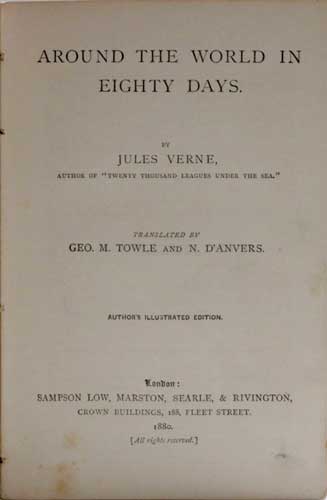 AROUND THE WORLD IN
EIGHTY DAYS.
BY
JULES VERNE,
AUTHOR OF "TWENTY THOUSAND LEAGUES UNDER THE SEA."
TRANSLATED BY
GEO. M. TOWLE AND N. D'ANVERS.
AUTHOR'S ILLUSTRATED EDITION.
London:
SAMPSON LOW, MARSTON, SEARLE, & RIVINGTON,
CROWN BUILDINGS, 188, FLEET STREET.
1880.
[All rights reserved.]